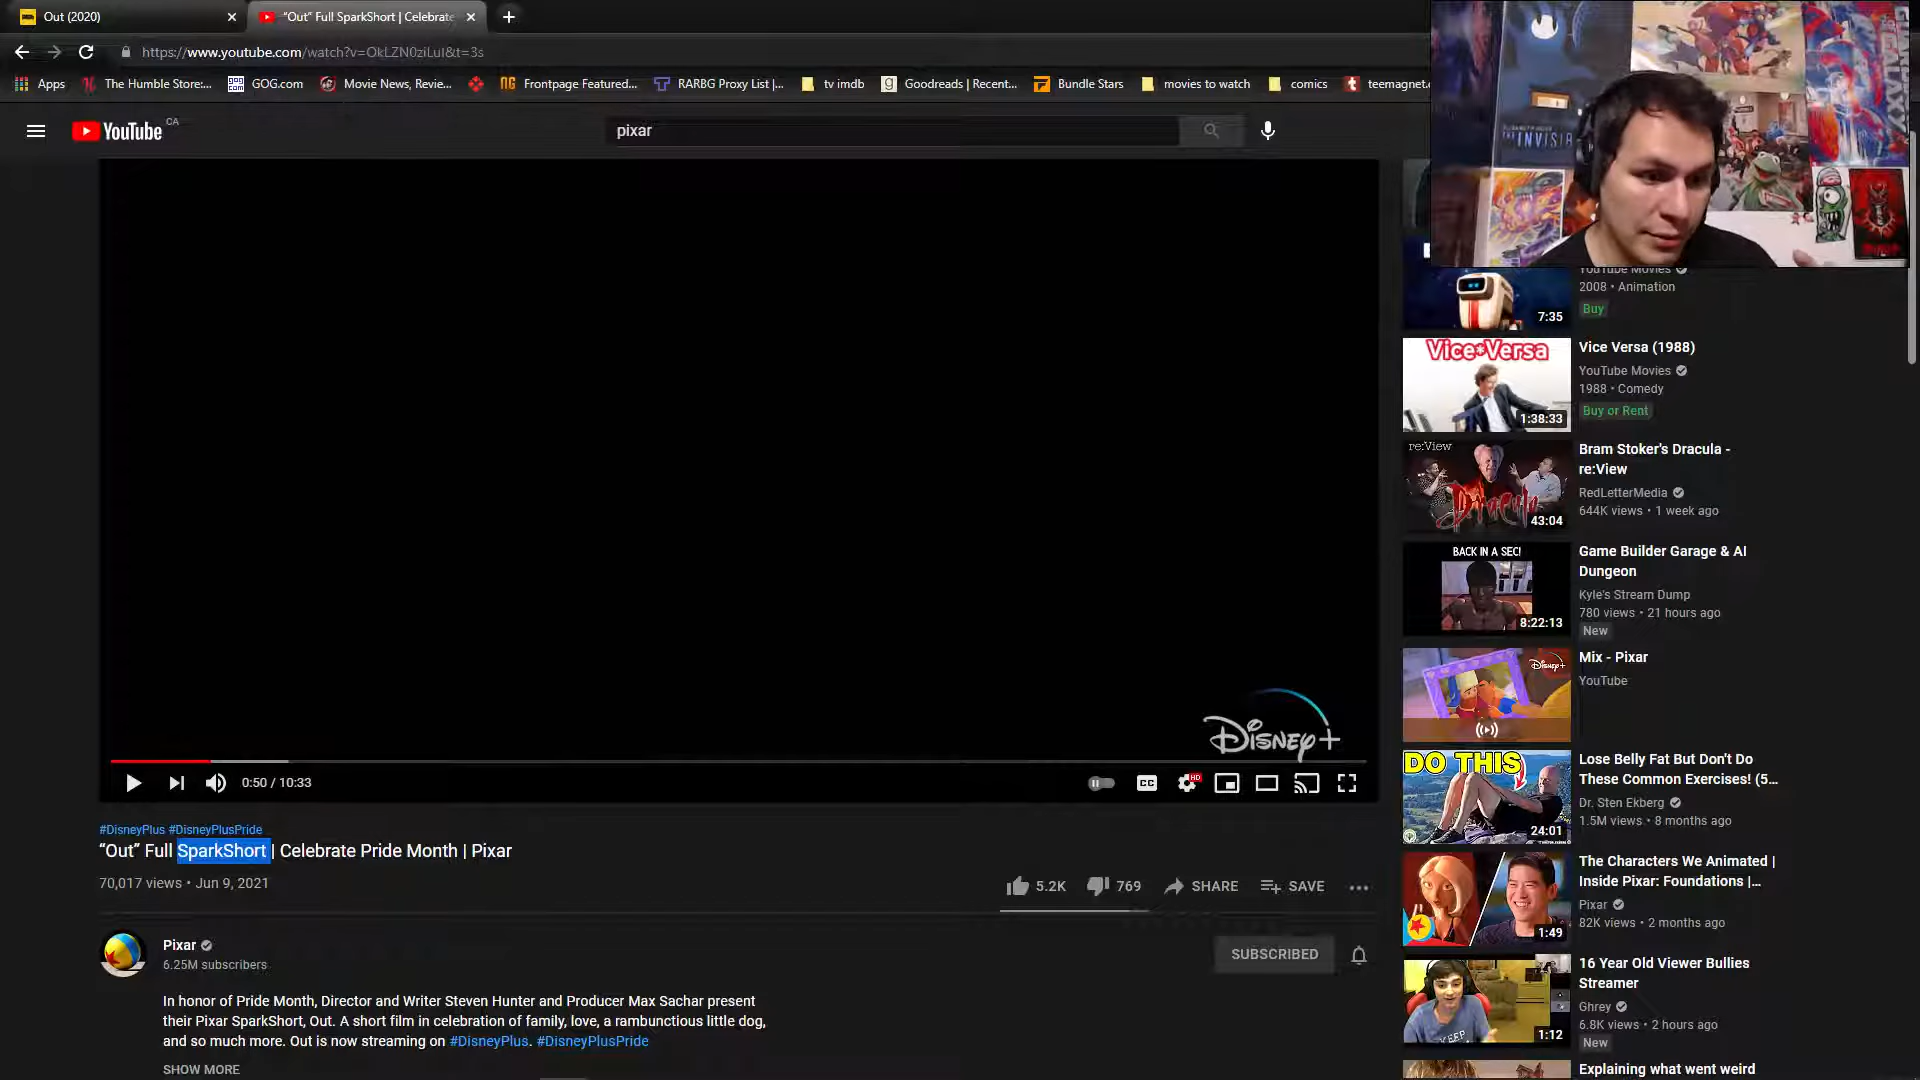 Out (2020)
“Out” Full SparkShort | Celebrate
https://www.youtube.com/watch?v=OkLZN0ziLuI&t=3s
Apps
The Humble Store:...
GOG.com
Movie News, Revie...
Frontpage Featured...
RARBG Proxy List |...
tv imdb
Goodreads | Recent...
Bundle Stars
movies to watch
comics
teemagnet.c
YouTube CA
pixar
THE INVISIB
YouTube Movies
2008 • Animation
Buy
7:35
Vice Versa
1:38:33
Vice Versa (1988)
YouTube Movies
1988 • Comedy
Buy or Rent
re:View
Dracula
43:04
Bram Stoker's Dracula -
re:View
RedLetterMedia
644K views • 1 week ago
BACK IN A SEC!
8:22:13
Game Builder Garage & AI
Dungeon
Kyle's Stream Dump
780 views • 21 hours ago
New
Disney+
Mix - Pixar
YouTube
Disney+
0:50 / 10:33
CC
HD
DO THIS
24:01
Lose Belly Fat But Don't Do
These Common Exercises! (5...
Dr. Sten Ekberg
1.5M views • 8 months ago
#DisneyPlus #DisneyPlusPride
“Out” Full SparkShort | Celebrate Pride Month | Pixar
70,017 views • Jun 9, 2021
5.2K
769
SHARE
SAVE
1:49
The Characters We Animated |
Inside Pixar: Foundations |...
Pixar
82K views • 2 months ago
Pixar
6.25M subscribers
SUBSCRIBED
In honor of Pride Month, Director and Writer Steven Hunter and Producer Max Sachar present
their Pixar SparkShort, Out. A short film in celebration of family, love, a rambunctious little dog,
and so much more. Out is now streaming on #DisneyPlus. #DisneyPlusPride
SHOW MORE
KEEP
1:12
16 Year Old Viewer Bullies
Streamer
Ghrey
6.8K views • 2 hours ago
New
Explaining what went weird